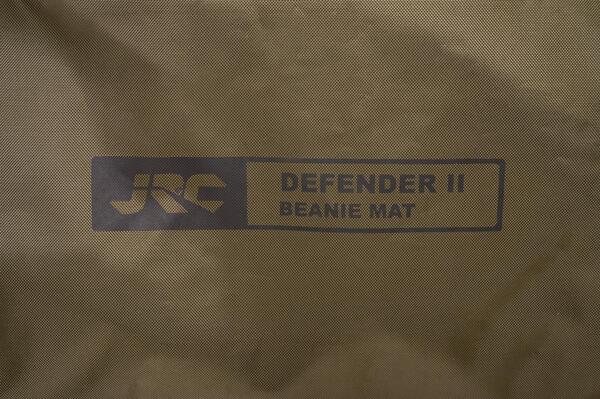 JRC
DEFENDER II
BEANIE MAT